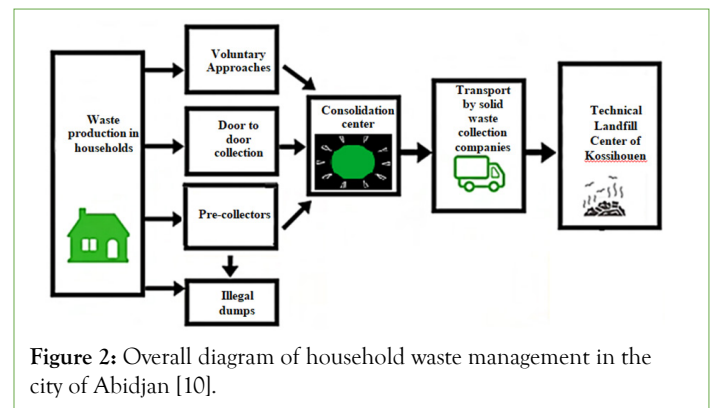 Waste
production in
households
Voluntary
Approaches
Door to
door
collection
Pre-collectors
Illegal
dumps
Consolidation
center
Transport
by solid
waste
collection
companies
Technical
Landfill
Center of
Kossihouen
Figure 2: Overall diagram of household waste management in the
city of Abidjan [10].